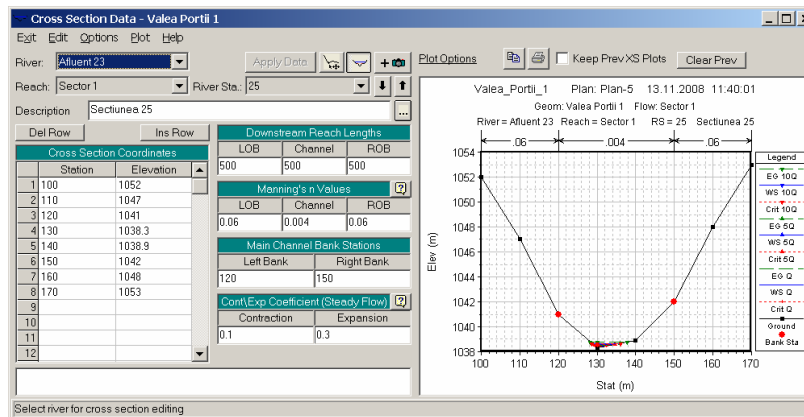 Cross Section Data - Valea Portii 1
Exit Edit Options Plot Help
River: Afluent 23 Apply Data Plot Options Keep Prev XS Plots Clear Prev
Reach: Sector 1 River Sta.: 25
Description Sectiunea 25 ...
Del Row Ins Row
Cross Section Coordinates
Station Elevation
1 100 1052
2 110 1047
3 120 1041
4 130 1038.3
5 140 1038.9
6 150 1042
7 160 1048
8 170 1053
9
10
11
12
Downstream Reach Lengths
LOB Channel ROB
500 500 500
Manning's n Values ?
LOB Channel ROB
0.06 0.004 0.06
Main Channel Bank Stations
Left Bank Right Bank
120 150
Cont\Exp Coefficient (Steady Flow) ?
Contraction Expansion
0.1 0.3
Valea_Portii_1 Plan: Plan-5 13.11.2008 11:40:01
Geom: Valea Portii 1 Flow: Sector 1
River = Afluent 23 Reach = Sector 1 RS = 25 Sectiunea 25
.06 .004 .06
1054
1052
1050
1048
1046
1044
1042
1040
1038
Elev (m)
100 110 120 130 140 150 160 170
Stat (m)
Legend
EG 10Q
WS 10Q
Crit 10Q
EG 5Q
WS 5Q
Crit 5Q
EG Q
WS Q
Crit Q
Ground
Bank Sta
Select river for cross section editing